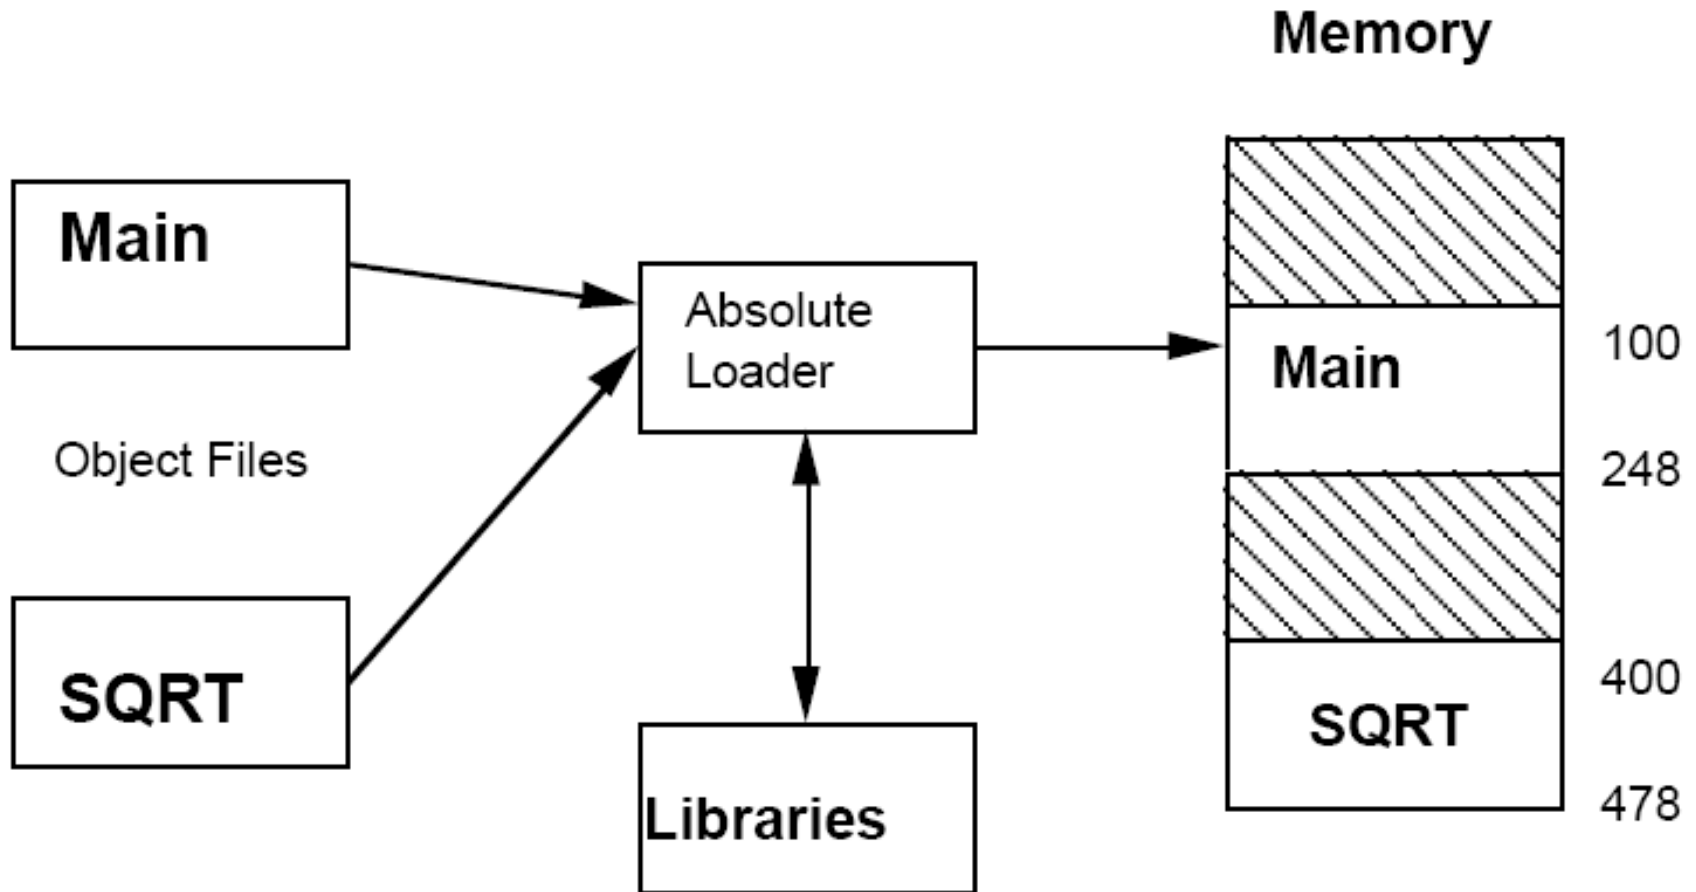 Memory
Main
Absolute
Loader
Main
100
Object Files
248
SQRT
Libraries
SQRT
400
478